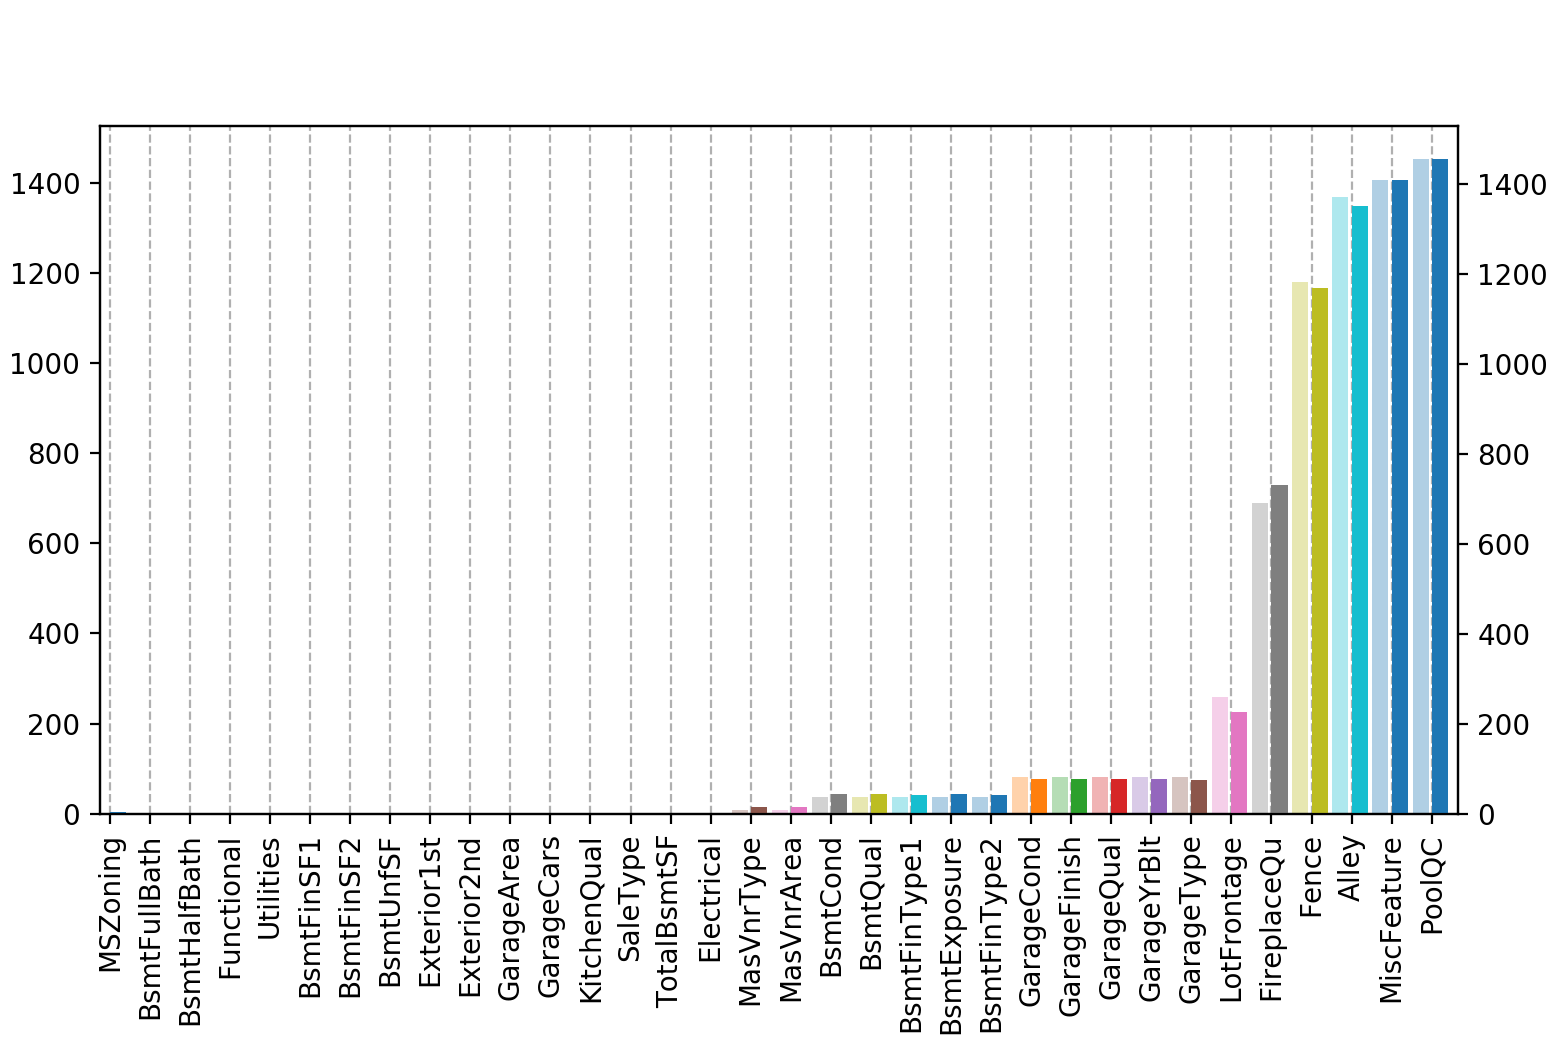 1400
1200
1000
800
600
400
200
0
1400
1200
1000
800
600
400
200
0
MSZoning
BsmtFullBath
BsmtHalfBath
Functional
Utilities
BsmtFinSF1
BsmtFinSF2
BsmtUnfSF
Exterior1st
Exterior2nd
GarageArea
GarageCars
KitchenQual
SaleType
TotalBsmtSF
Electrical
MasVnrType
MasVnrArea
BsmtCond
BsmtQual
BsmtFinType1
BsmtExposure
BsmtFinType2
GarageCond
GarageFinish
GarageQual
GarageYrBlt
GarageType
LotFrontage
FireplaceQu
Fence
Alley
MiscFeature
PoolQC